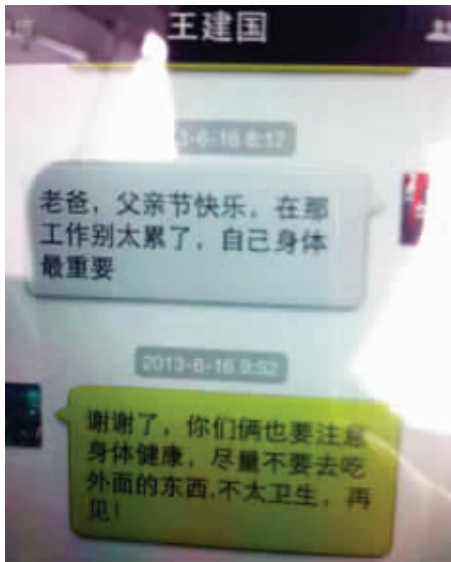 王建国
3-6-16 8:17
老爸，父亲节快乐，在那
工作别太累了，自己身体
最重要
2013-6-16 9:52
谢谢了，你们俩也要注意
身体健康，尽量不要去吃
外面的东西.不太卫生，再
见！